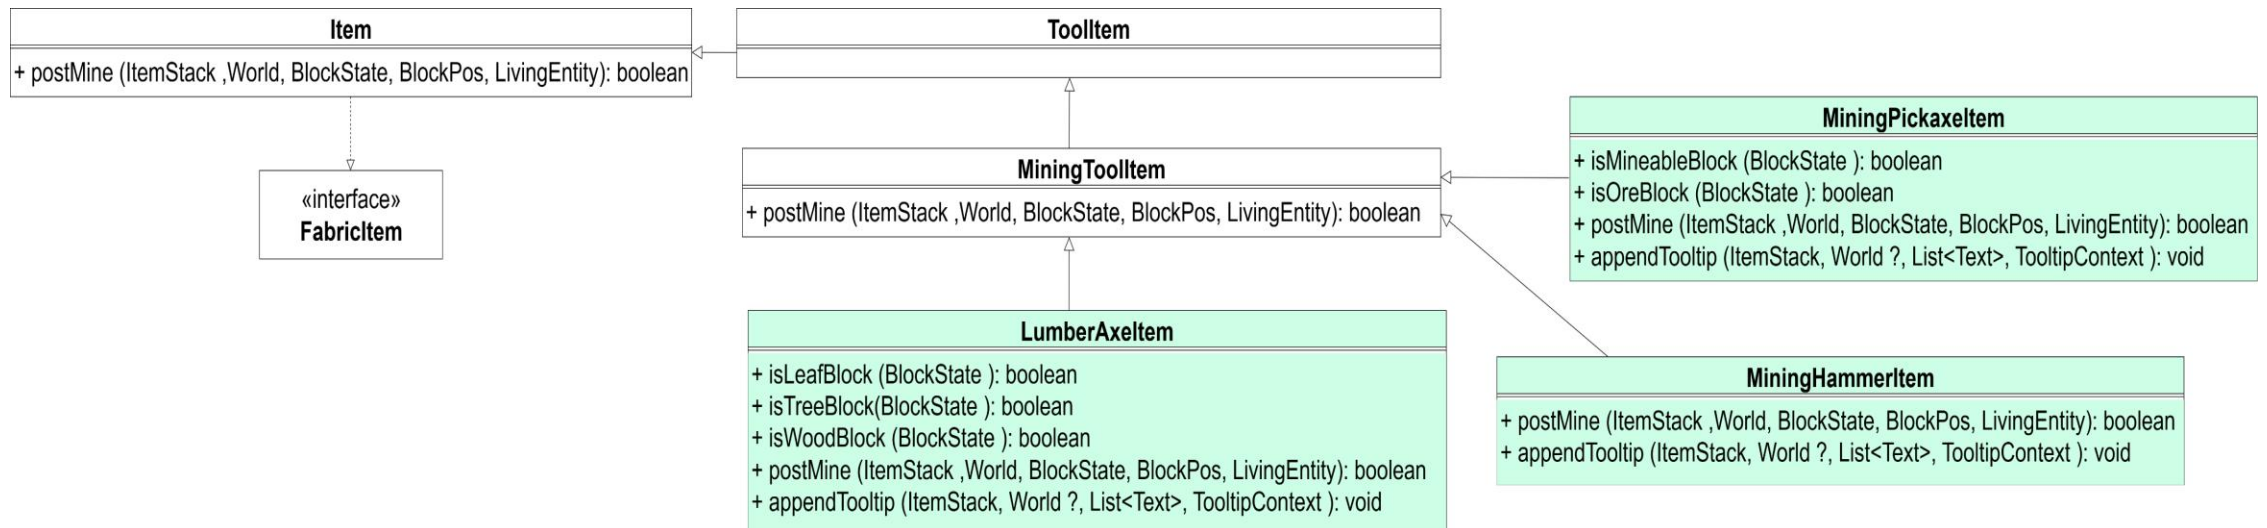 Item
+ postMine (ItemStack ,World, BlockState, BlockPos, LivingEntity): boolean
«interface»
FabricItem
ToolItem
MiningToolItem
+ postMine (ItemStack ,World, BlockState, BlockPos, LivingEntity): boolean
LumberAxeItem
+ isLeafBlock (BlockState ): boolean
+ isTreeBlock(BlockState ): boolean
+ isWoodBlock (BlockState ): boolean
+ postMine (ItemStack ,World, BlockState, BlockPos, LivingEntity): boolean
+ appendTooltip (ItemStack, World ?, List<Text>, TooltipContext ): void
MiningPickaxeItem
+ isMineableBlock (BlockState ): boolean
+ isOreBlock (BlockState ): boolean
+ postMine (ItemStack ,World, BlockState, BlockPos, LivingEntity): boolean
+ appendTooltip (ItemStack, World ?, List<Text>, TooltipContext ): void
MiningHammerItem
+ postMine (ItemStack ,World, BlockState, BlockPos, LivingEntity): boolean
+ appendTooltip (ItemStack, World ?, List<Text>, TooltipContext ): void